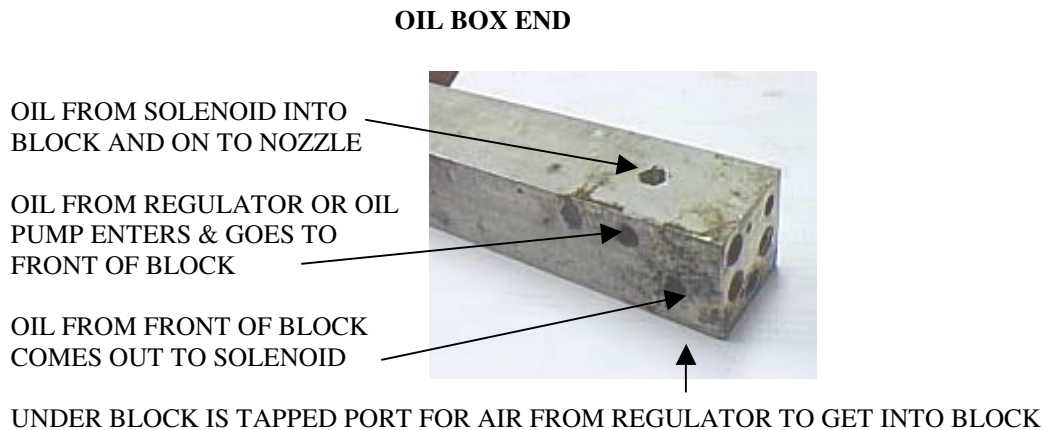 OIL BOX END
OIL FROM SOLENOID INTO
BLOCK AND ON TO NOZZLE
OIL FROM REGULATOR OR OIL
PUMP ENTERS & GOES TO
FRONT OF BLOCK
OIL FROM FRONT OF BLOCK
COMES OUT TO SOLENOID
UNDER BLOCK IS TAPPED PORT FOR AIR FROM REGULATOR TO GET INTO BLOCK